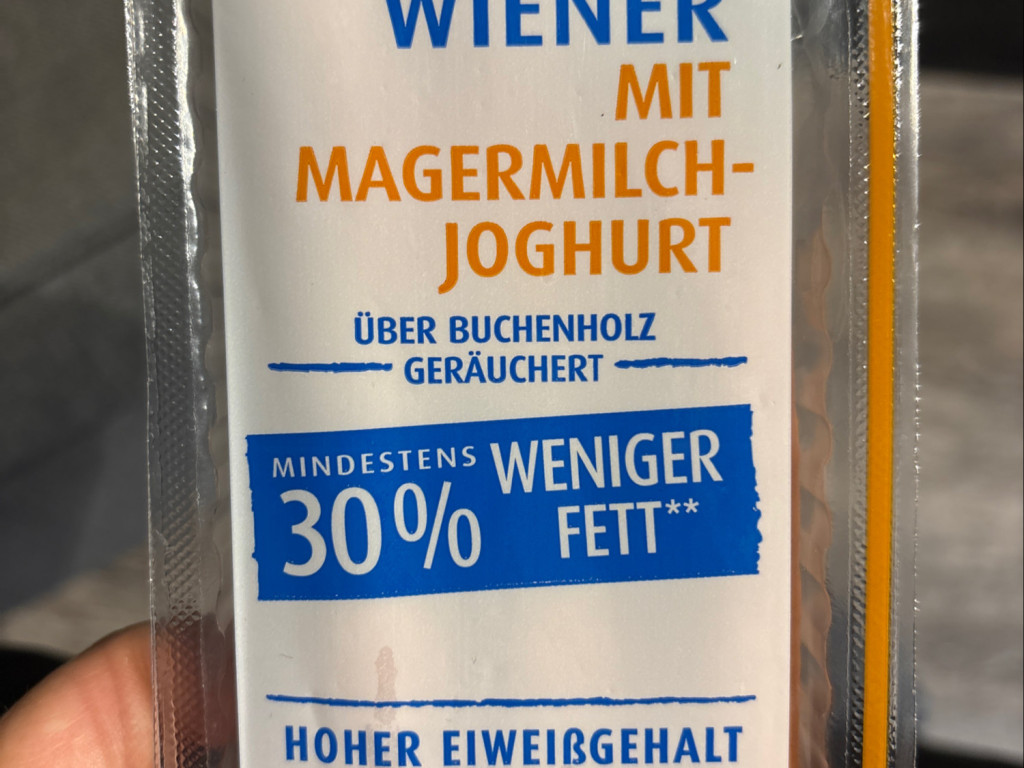 WIENER
MIT
MAGERMILCH-
JOGHURT
ÜBER BUCHENHOLZ
GERÄUCHERT
MINDESTENS
30%
WENIGER
FETT**
HOHER EIWEIßGEHALT